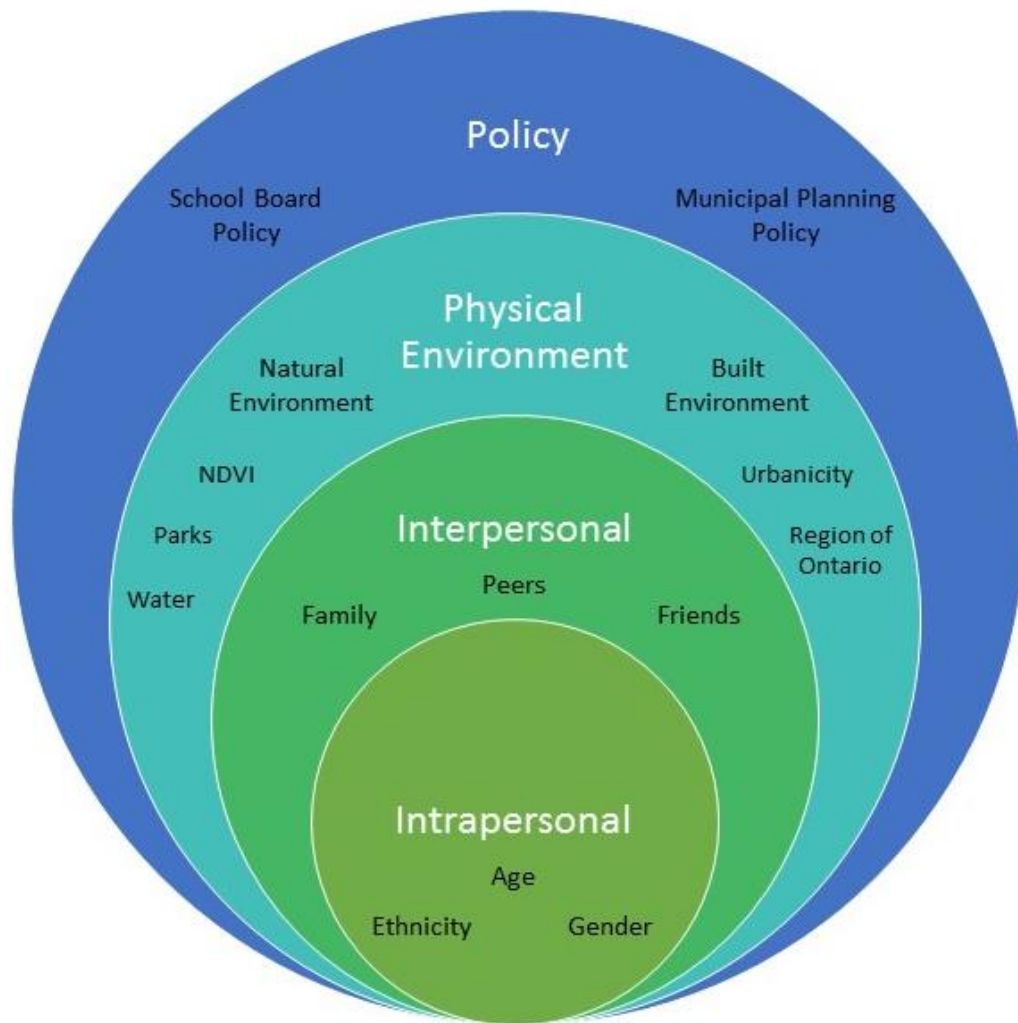 Policy
School Board
Policy
Municipal Planning
Policy
Physical
Environment
Natural
Environment
Built
Environment
NDVI
Urbanicity
Parks
Region of
Ontario
Water
Interpersonal
Peers
Family
Friends
Intrapersonal
Age
Ethnicity
Gender